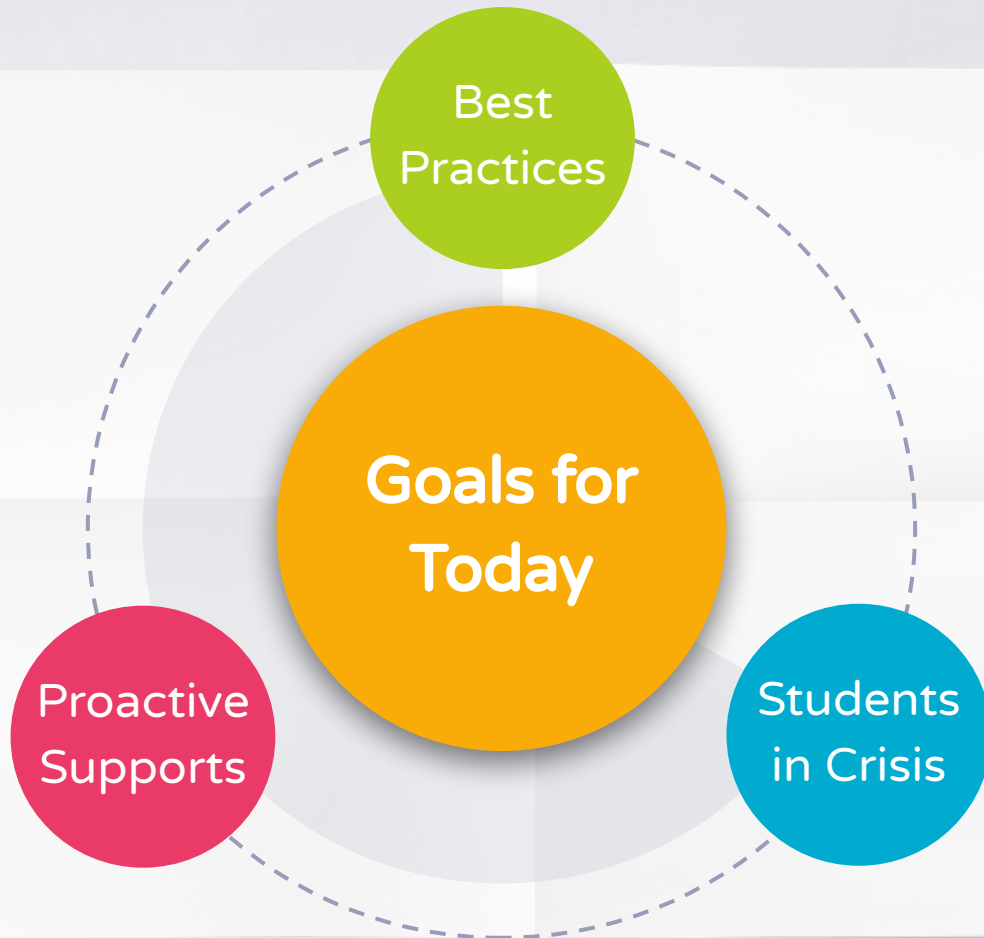 Best
Practices
Goals for
Today
Proactive
Supports
Students
in Crisis